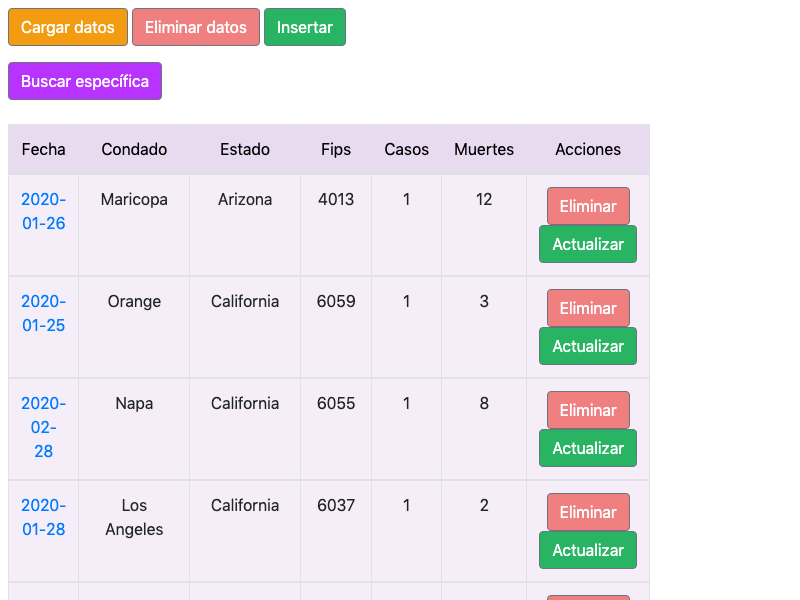 Cargar datos Eliminar datos Insertar
Buscar específica
Fecha Condado Estado Fips Casos Muertes Acciones
2020-01-26 Maricopa Arizona 4013 1 12 Eliminar Actualizar
2020-01-25 Orange California 6059 1 3 Eliminar Actualizar
2020-02-28 Napa California 6055 1 8 Eliminar Actualizar
2020-01-28 Los Angeles California 6037 1 2 Eliminar Actualizar